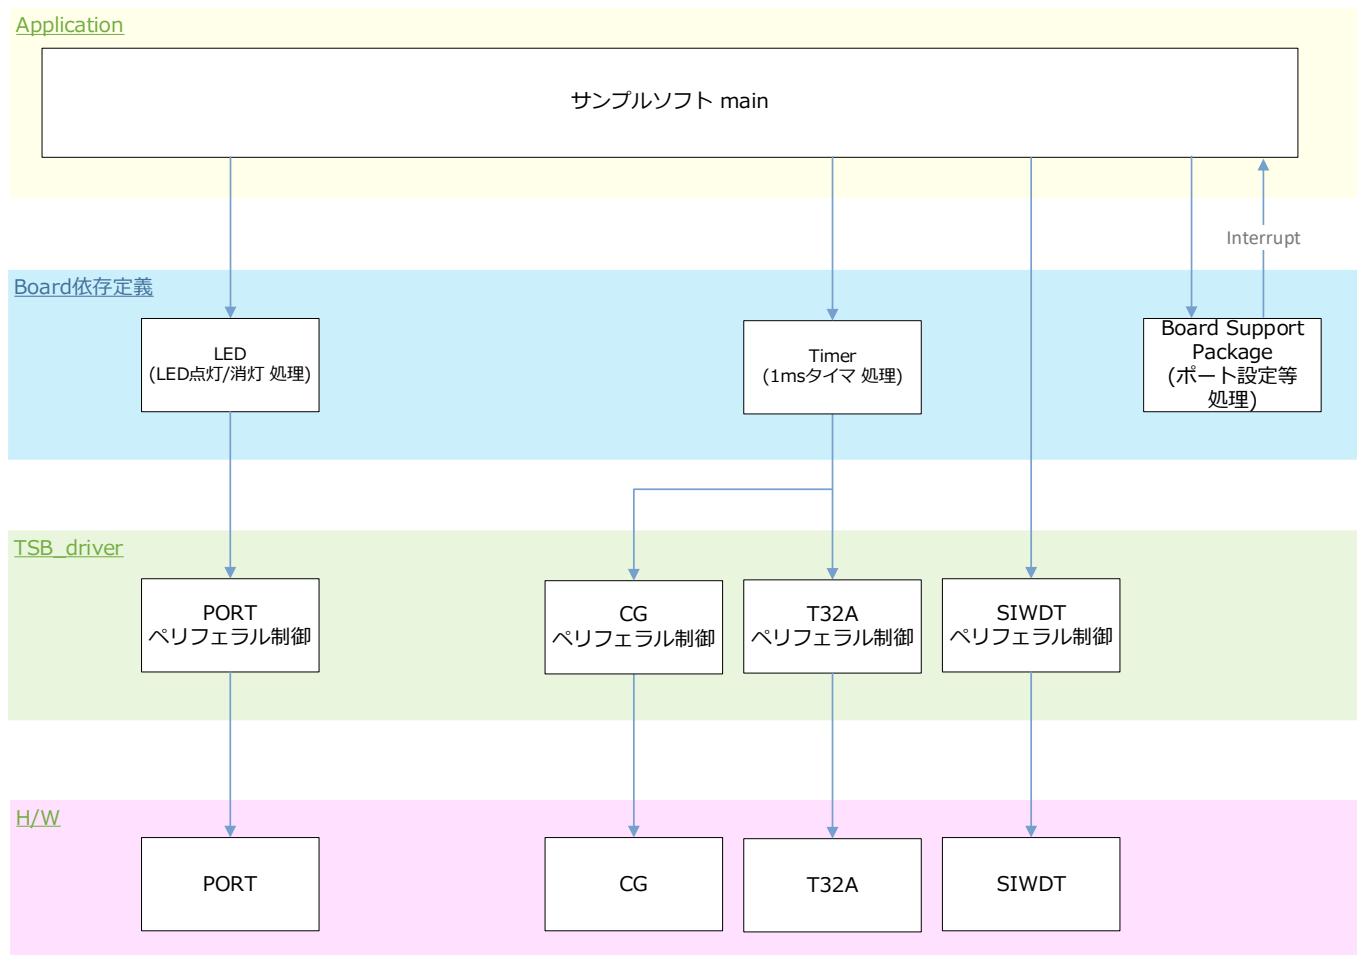 Application
サンプルソフト main
Interrupt
Board依存定義
LED
(LED点灯/消灯 処理)
Timer
(1msタイマ 処理)
Board Support
Package
(ポート設定等
処理)
TSB_driver
PORT
ペリフェラル制御
CG
ペリフェラル制御
T32A
ペリフェラル制御
SIWDT
ペリフェラル制御
H/W
PORT
CG
T32A
SIWDT